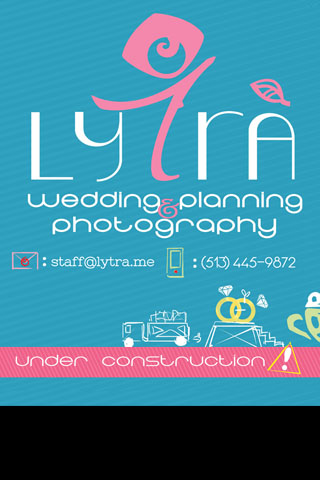 LyTrA
wedding & planning
photography
: staff@lytra.me : (513) 445-9872
under construction !